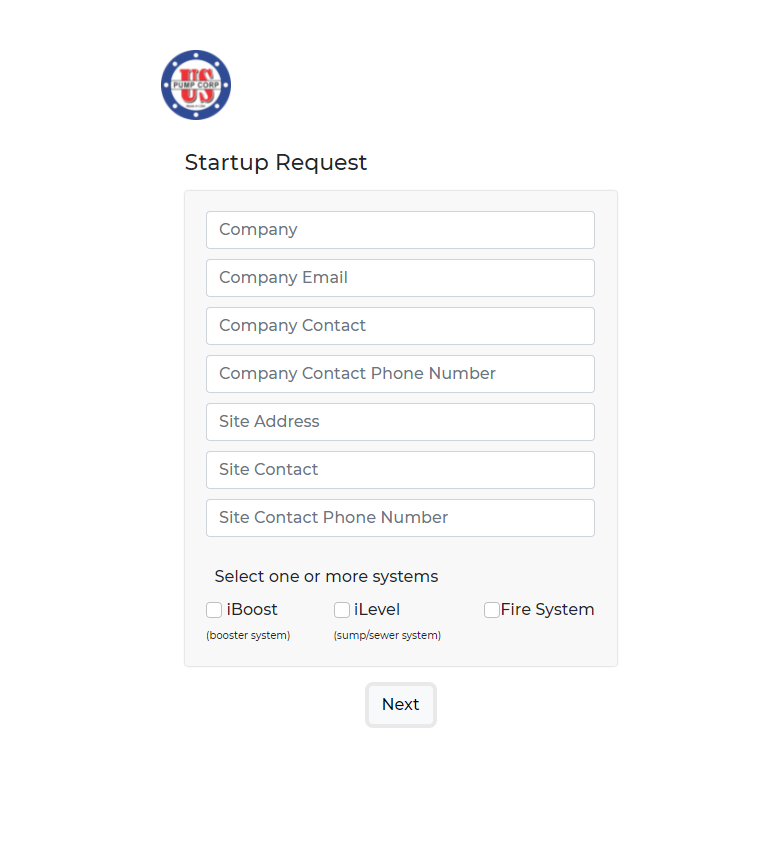 US
PUMP CORP
Startup Request
Company
Company Email
Company Contact
Company Contact Phone Number
Site Address
Site Contact
Site Contact Phone Number
Select one or more systems
iBoost iLevel Fire System
(booster system) (sump/sewer system)
Next